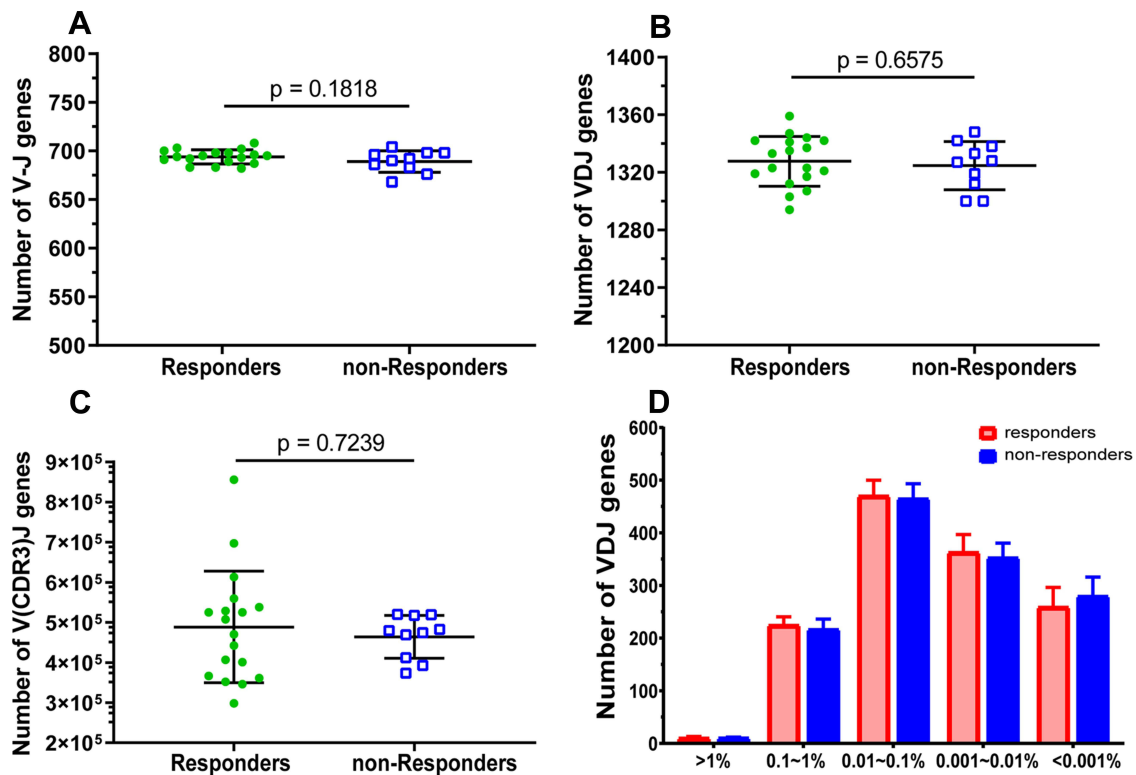 A
Number of V-J genes
800
750
700
650
600
550
500
p = 0.1818
Responders
non-Responders
B
Number of VDJ genes
1400
1360
1320
1280
1240
1200
p = 0.6575
Responders
non-Responders
C
Number of V(CDR3)J genes
9×10⁵
8×10⁵
7×10⁵
6×10⁵
5×10⁵
4×10⁵
3×10⁵
2×10⁵
p = 0.7239
Responders
non-Responders
D
Number of VDJ genes
600
500
400
300
200
100
0
responders
non-responders
>1%
0.1~1%
0.01~0.1%
0.001~0.01%
<0.001%